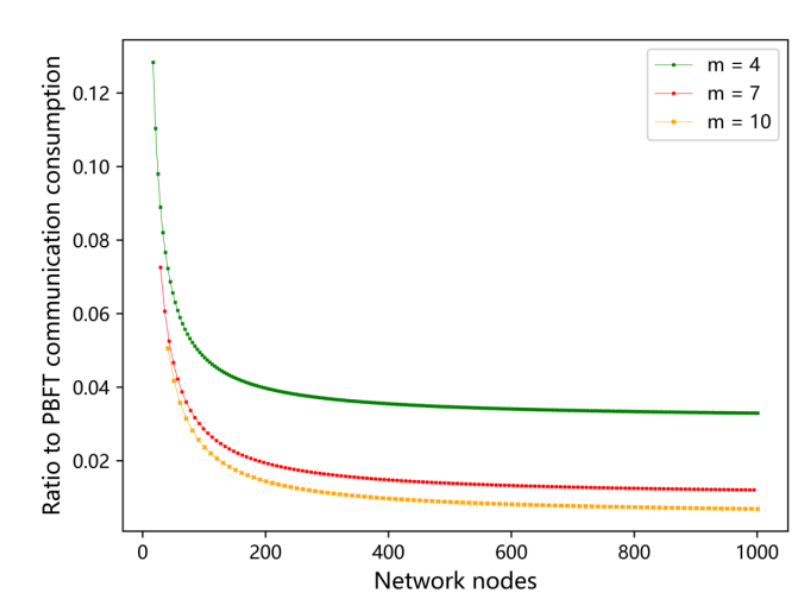 Ratio to PBFT communication consumption
0.12
0.10
0.08
0.06
0.04
0.02
m = 4
m = 7
m = 10
0 200 400 600 800 1000
Network nodes